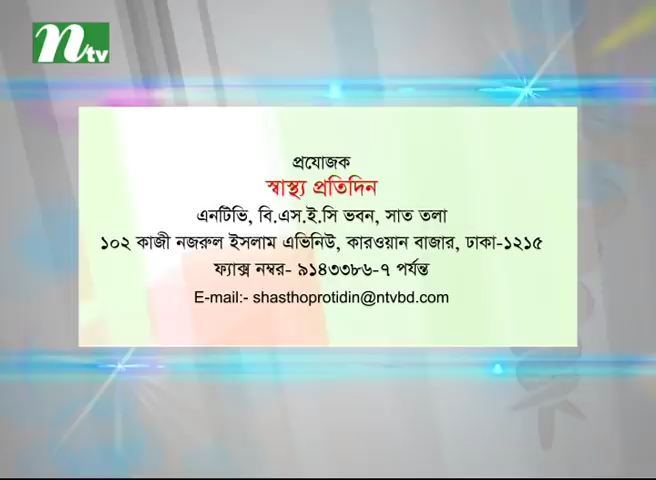 ntv
প্রযোজক
স্বাস্থ্য প্রতিদিন
এনটিভি, বি.এস.ই.সি ভবন, সাত তলা
১০২ কাজী নজরুল ইসলাম এভিনিউ, কারওয়ান বাজার, ঢাকা-১২১৫
ফ্যাক্স নম্বর- ৯১৪৩৩৮৬-৭ পর্যন্ত
E-mail:- shasthoprotidin@ntvbd.com